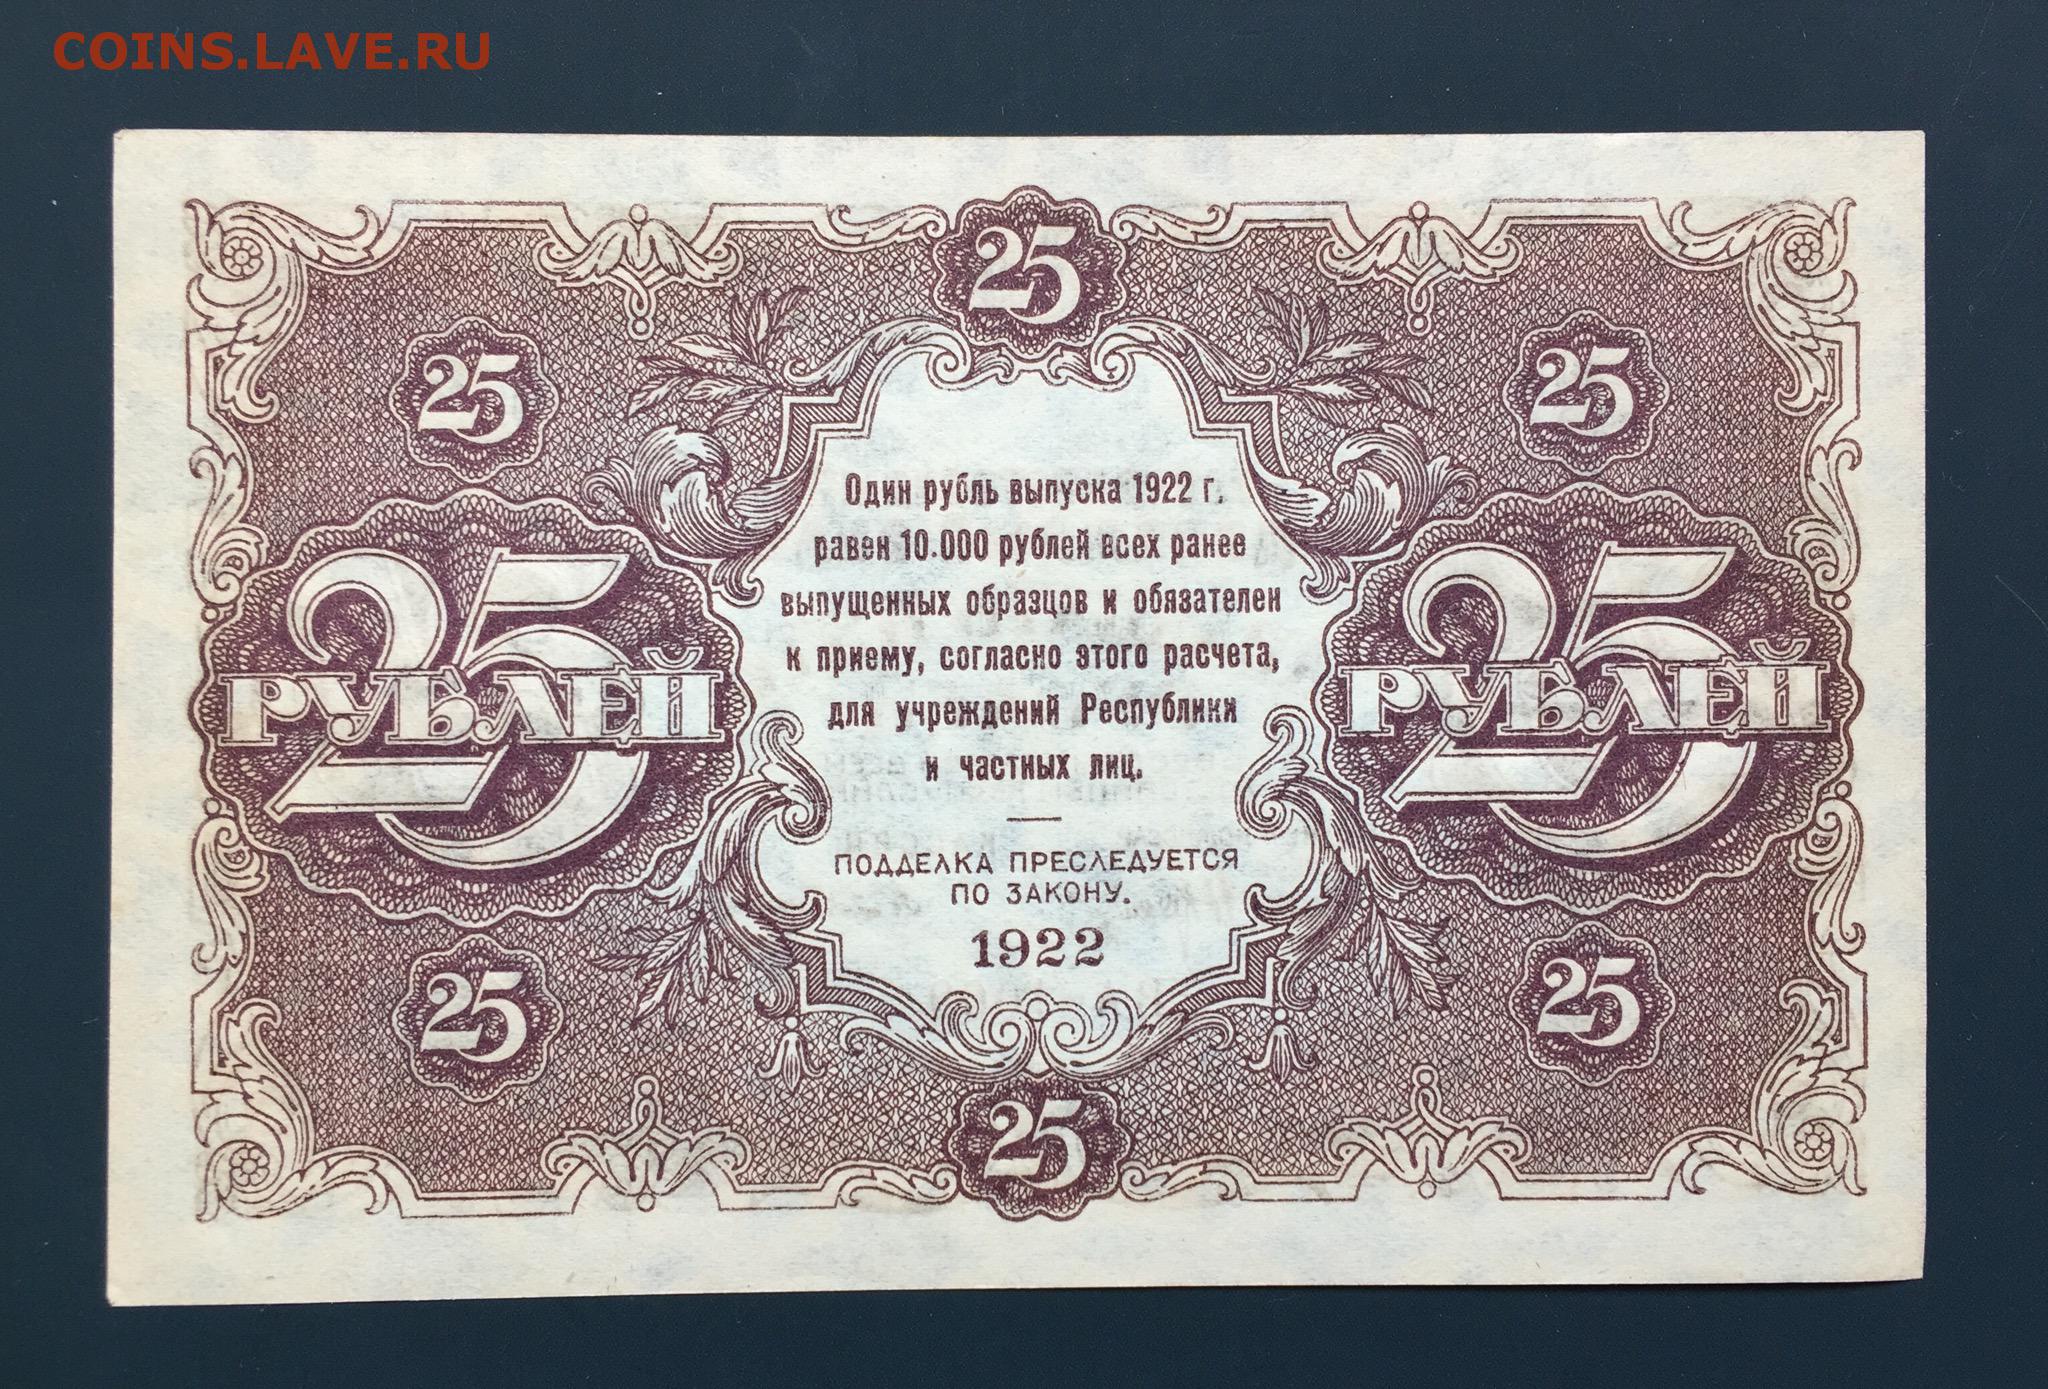 COINS.LAVE.RU
25
25
25
Один рубль выпуска 1922 г.
равен 10.000 рублей всех ранее
выпущенных образцов и обязателен
к приему, согласно этого расчета,
для учреждений Республики
и частных лиц.
25 РУБЛЕЙ
25 РУБЛЕЙ
ПОДДЕЛКА ПРЕСЛЕДУЕТСЯ
ПО ЗАКОНУ.
1922
25
25
25